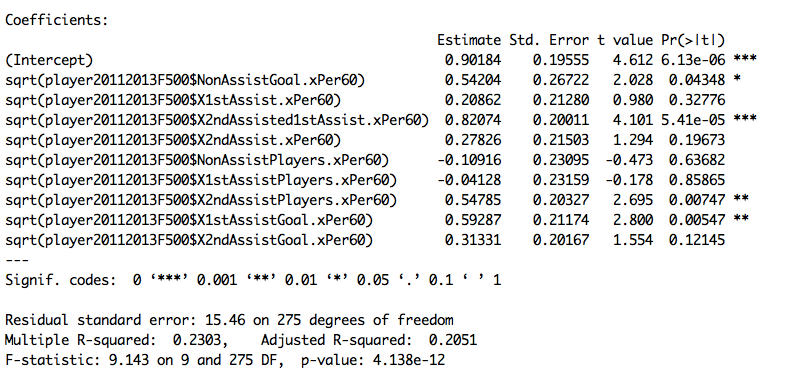 Coefficients:
                                                      Estimate Std. Error t value Pr(>|t|)
(Intercept)                                            0.90184    0.19555   4.612 6.13e-06 ***
sqrt(player20112013F500$NonAssistGoal.xPer60)          0.54204    0.26722   2.028  0.04348 *
sqrt(player20112013F500$X1stAssist.xPer60)             0.20862    0.21280   0.980  0.32776
sqrt(player20112013F500$X2ndAssisted1stAssist.xPer60)  0.82074    0.20011   4.101 5.41e-05 ***
sqrt(player20112013F500$X2ndAssist.xPer60)             0.27826    0.21503   1.294  0.19673
sqrt(player20112013F500$NonAssistPlayers.xPer60)      -0.10916    0.23095  -0.473  0.63682
sqrt(player20112013F500$X1stAssistPlayers.xPer60)     -0.04128    0.23159  -0.178  0.85865
sqrt(player20112013F500$X2ndAssistPlayers.xPer60)      0.54785    0.20327   2.695  0.00747 **
sqrt(player20112013F500$X1stAssistGoal.xPer60)         0.59287    0.21174   2.800  0.00547 **
sqrt(player20112013F500$X2ndAssistGoal.xPer60)         0.31331    0.20167   1.554  0.12145
---
Signif. codes:  0 ‘***’ 0.001 ‘**’ 0.01 ‘*’ 0.05 ‘.’ 0.1 ‘ ’ 1

Residual standard error: 15.46 on 275 degrees of freedom
Multiple R-squared:  0.2303,    Adjusted R-squared:  0.2051
F-statistic: 9.143 on 9 and 275 DF,  p-value: 4.138e-12